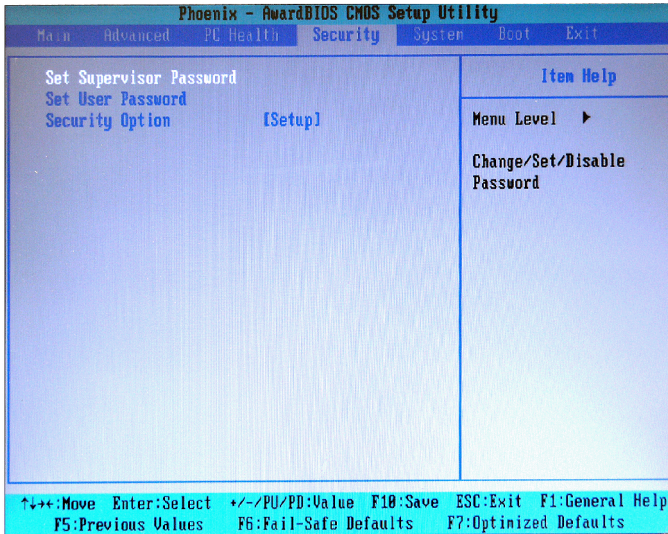 Phoenix - AwardBIOS CMOS Setup Utility
Main Advanced PC Health Security System Boot Exit
Set Supervisor Password
Set User Password
Security Option [Setup]
Item Help
Menu Level ▶
Change/Set/Disable
Password
↑↓→←:Move Enter:Select +/-/PU/PD:Value F10:Save ESC:Exit F1:General Help
F5:Previous Values F6:Fail-Safe Defaults F7:Optimized Defaults